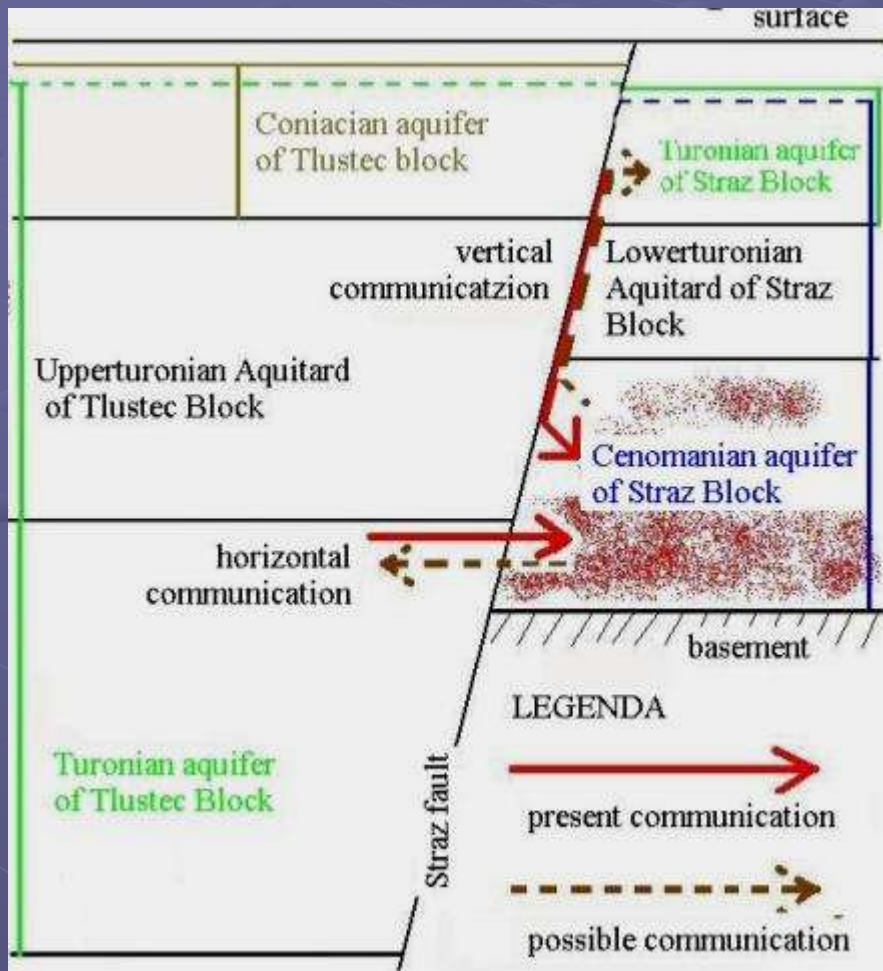 surface
Coniacian aquifer
of Tlustec block
Turonian aquifer
of Straz Block
vertical
communicatzion
Lowerturonian
Aquitard of Straz
Block
Upperturonian Aquitard
of Tlustec Block
Cenomanian aquifer
of Straz Block
horizontal
communication
basement
Turonian aquifer
of Tlustec Block
Straz fault
LEGENDA
present communication
possible communication